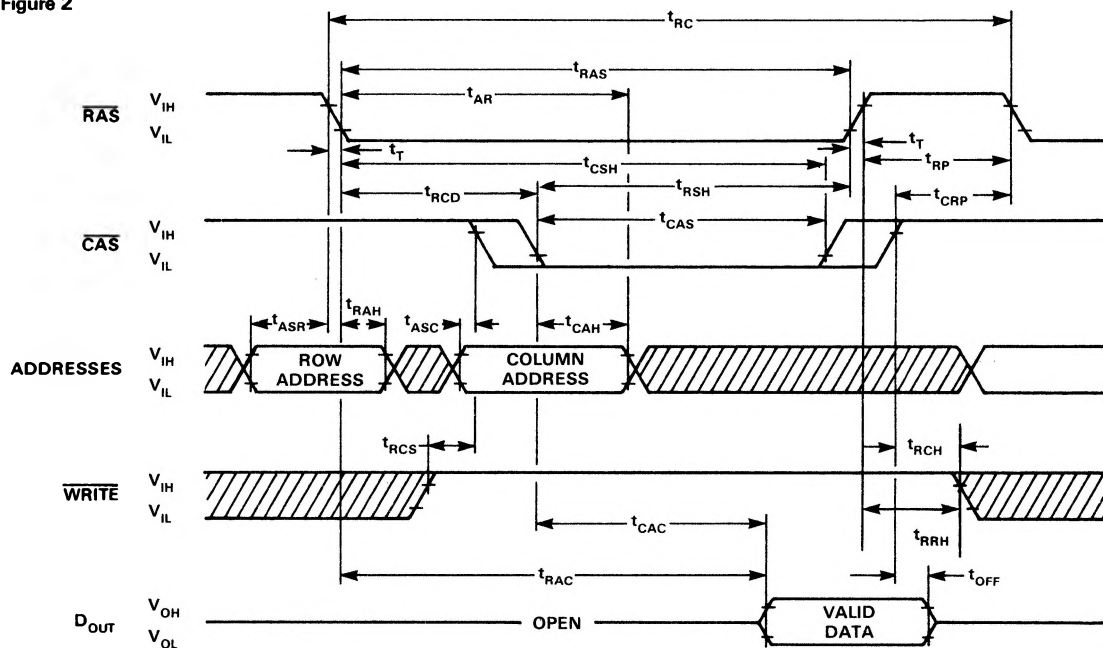 Figure 2
tRC
tRAS
tAR
RAS
VIH
VIL
tT
tT
tCSH
tRP
tRCD
tRSH
tCRP
CAS
VIH
VIL
tCAS
tASR
tRAH
tASC
tCAH
ADDRESSES
VIH
VIL
ROW
ADDRESS
COLUMN
ADDRESS
tRCS
tRCH
WRITE
VIH
VIL
tCAC
tRRH
tRAC
tOFF
DOUT
VOH
VOL
OPEN
VALID
DATA